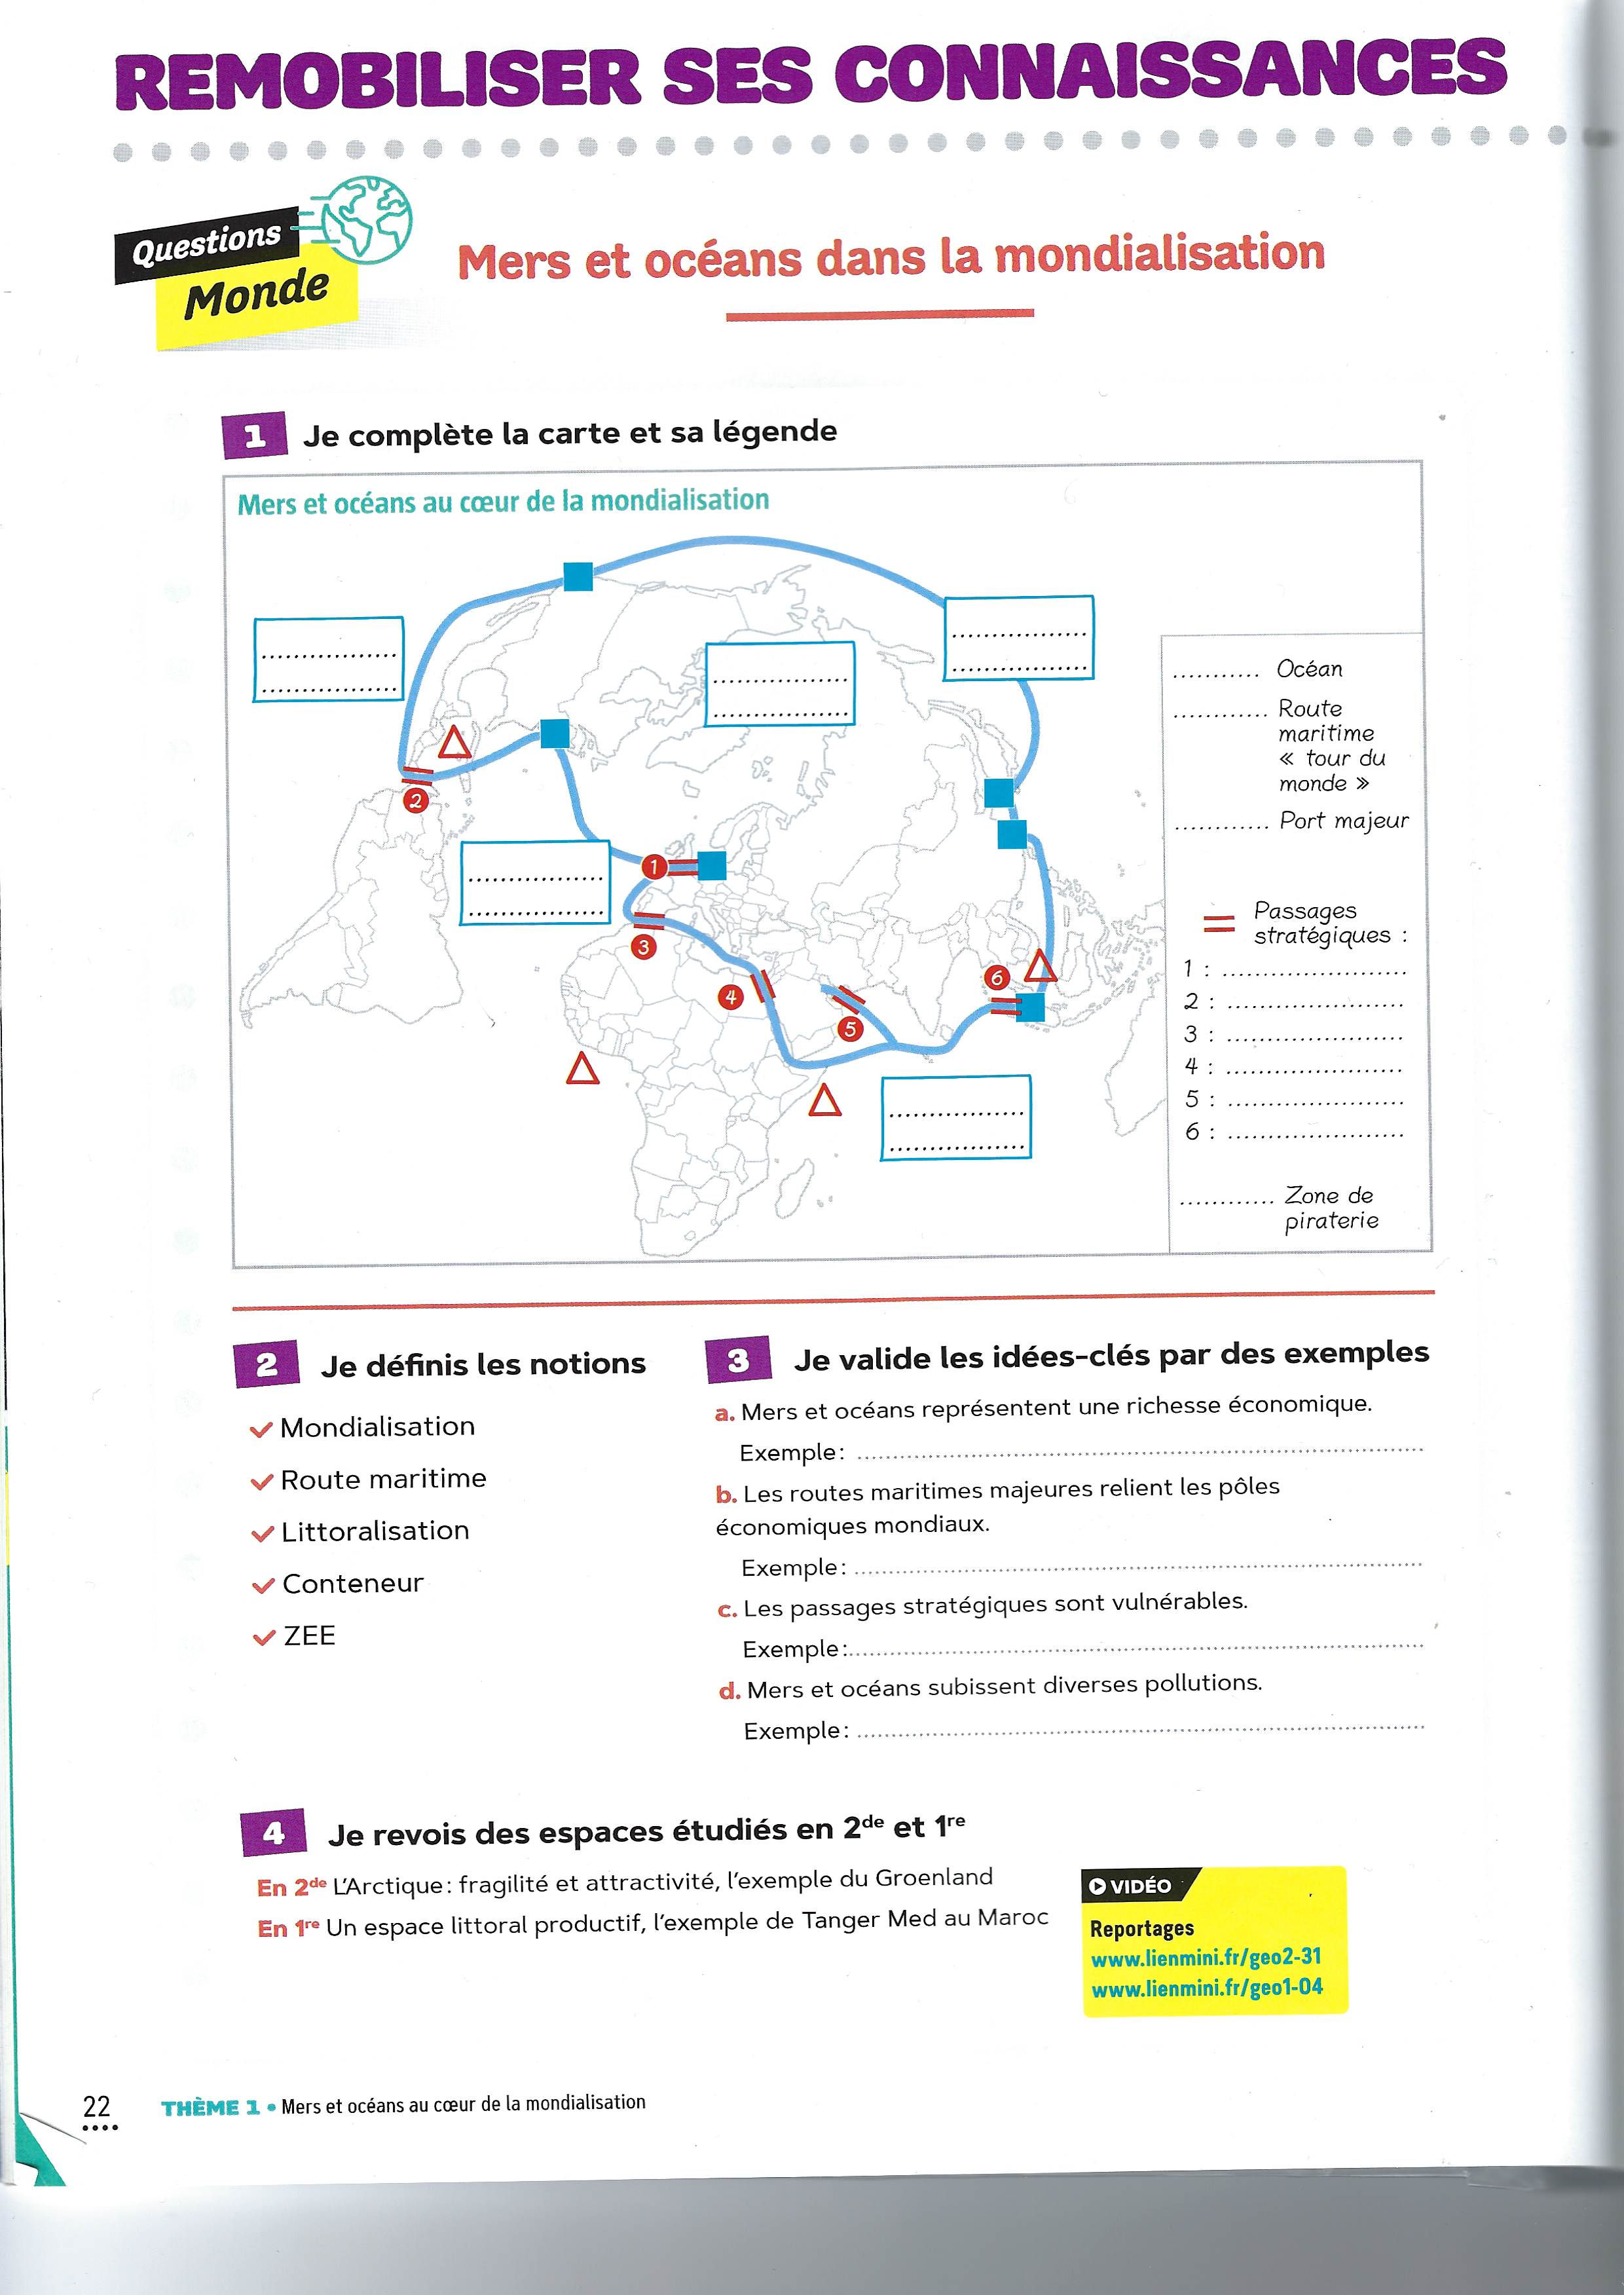 REMOBILISER SES CONNAISSANCES
Questions
Monde
Mers et océans dans la mondialisation
1 Je complète la carte et sa légende
Mers et océans au cœur de la mondialisation
2
1
3
4
5
6
........... Océan
............ Route
maritime
« tour du
monde »
............ Port majeur
Passages
stratégiques :
1 : .......................
2 : ......................
3 : ......................
4 : ......................
5 : ......................
6 : ......................
............ Zone de
piraterie
2 Je définis les notions
✓ Mondialisation
✓ Route maritime
✓ Littoralisation
✓ Conteneur
✓ ZEE
3 Je valide les idées-clés par des exemples
a. Mers et océans représentent une richesse économique.
Exemple : ..........................................................................
b. Les routes maritimes majeures relient les pôles
économiques mondiaux.
Exemple : ..........................................................................
c. Les passages stratégiques sont vulnérables.
Exemple :...........................................................................
d. Mers et océans subissent diverses pollutions.
Exemple : ..........................................................................
4 Je revois des espaces étudiés en 2de et 1re
En 2de L'Arctique : fragilité et attractivité, l'exemple du Groenland
En 1re Un espace littoral productif, l'exemple de Tanger Med au Maroc
VIDÉO
Reportages
www.lienmini.fr/geo2-31
www.lienmini.fr/geo1-04
22 THÈME 1 • Mers et océans au cœur de la mondialisation